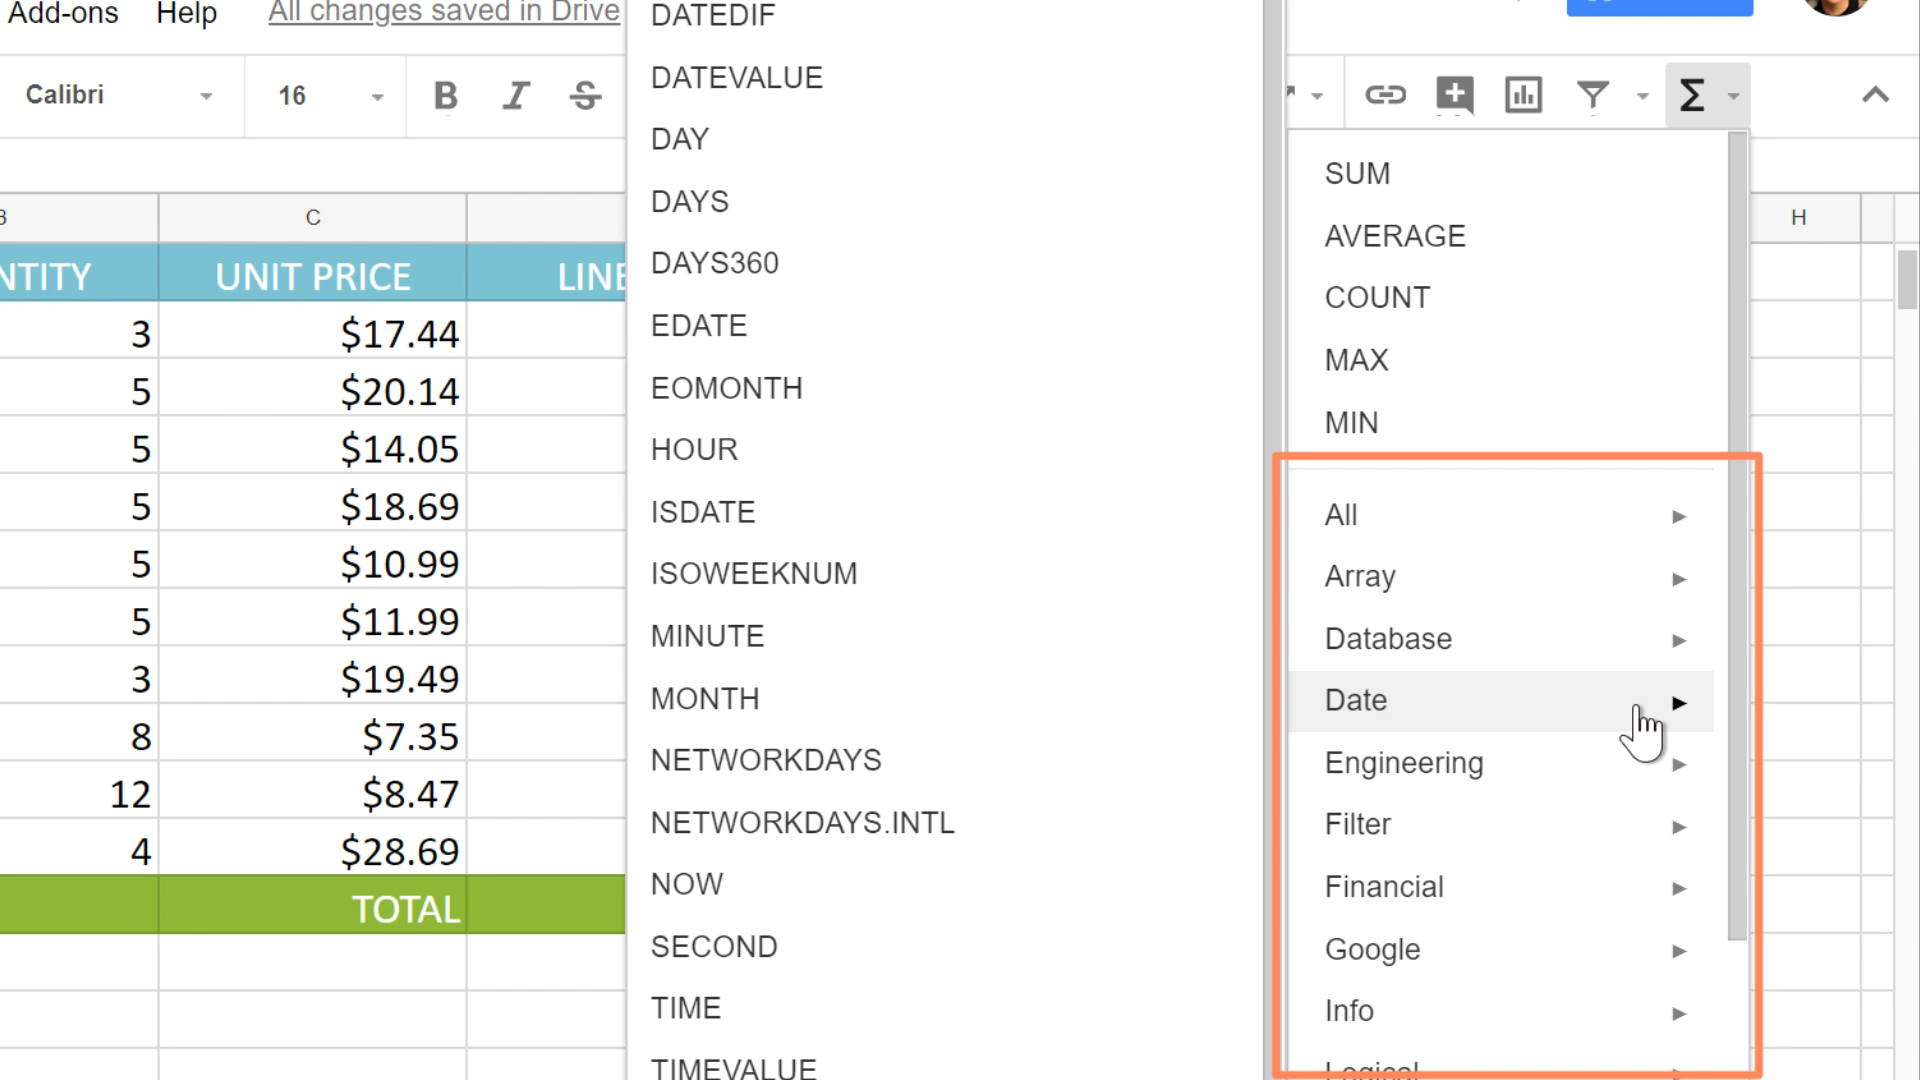 Add-ons Help All changes saved in Drive
Calibri 16 B I S Σ
C H
NTITY UNIT PRICE LINE
3 $17.44
5 $20.14
5 $14.05
5 $18.69
5 $10.99
5 $11.99
3 $19.49
8 $7.35
12 $8.47
4 $28.69
TOTAL
DATEDIF
DATEVALUE
DAY
DAYS
DAYS360
EDATE
EOMONTH
HOUR
ISDATE
ISOWEEKNUM
MINUTE
MONTH
NETWORKDAYS
NETWORKDAYS.INTL
NOW
SECOND
TIME
TIMEVALUE
SUM
AVERAGE
COUNT
MAX
MIN
All
Array
Database
Date
Engineering
Filter
Financial
Google
Info
Logical